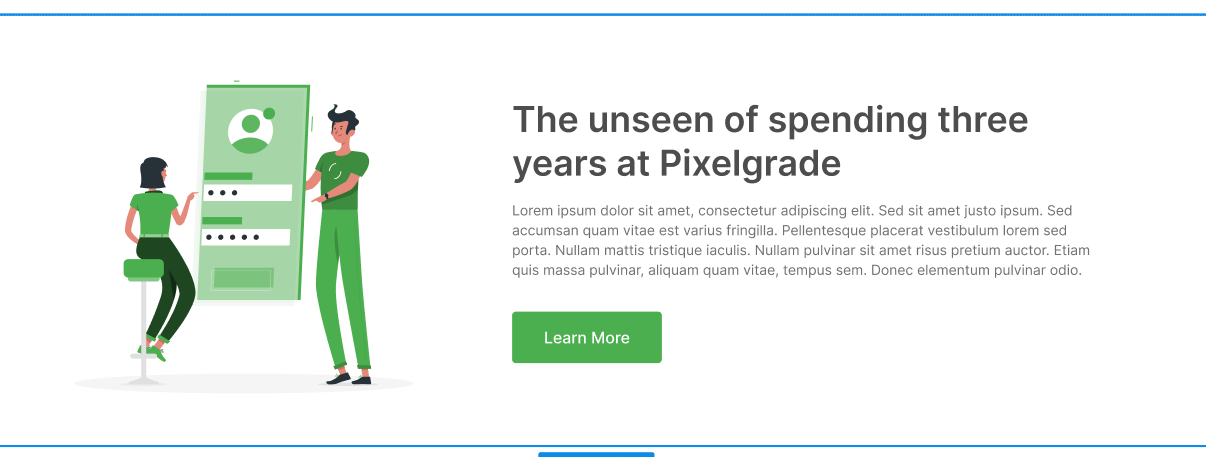 The unseen of spending three
years at Pixelgrade
Lorem ipsum dolor sit amet, consectetur adipiscing elit. Sed sit amet justo ipsum. Sed
accumsan quam vitae est varius fringilla. Pellentesque placerat vestibulum lorem sed
porta. Nullam mattis tristique iaculis. Nullam pulvinar sit amet risus pretium auctor. Etiam
quis massa pulvinar, aliquam quam vitae, tempus sem. Donec elementum pulvinar odio.
Learn More